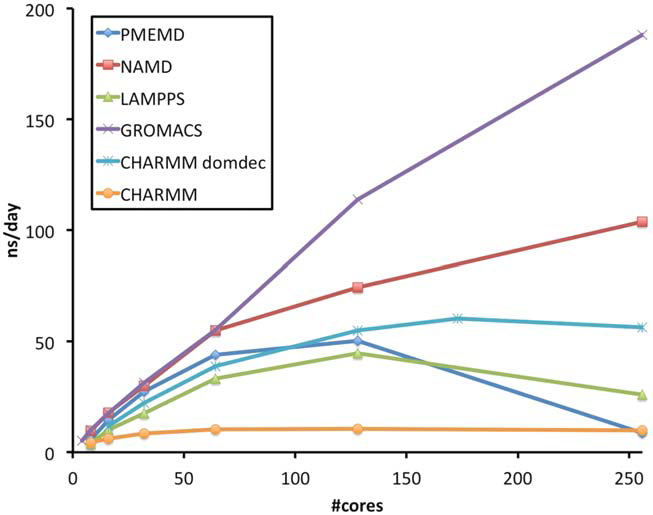 200
150
100
50
0
ns/day
PMEMD
NAMD
LAMPPS
GROMACS
CHARMM domdec
CHARMM
0 50 100 150 200 250
#cores